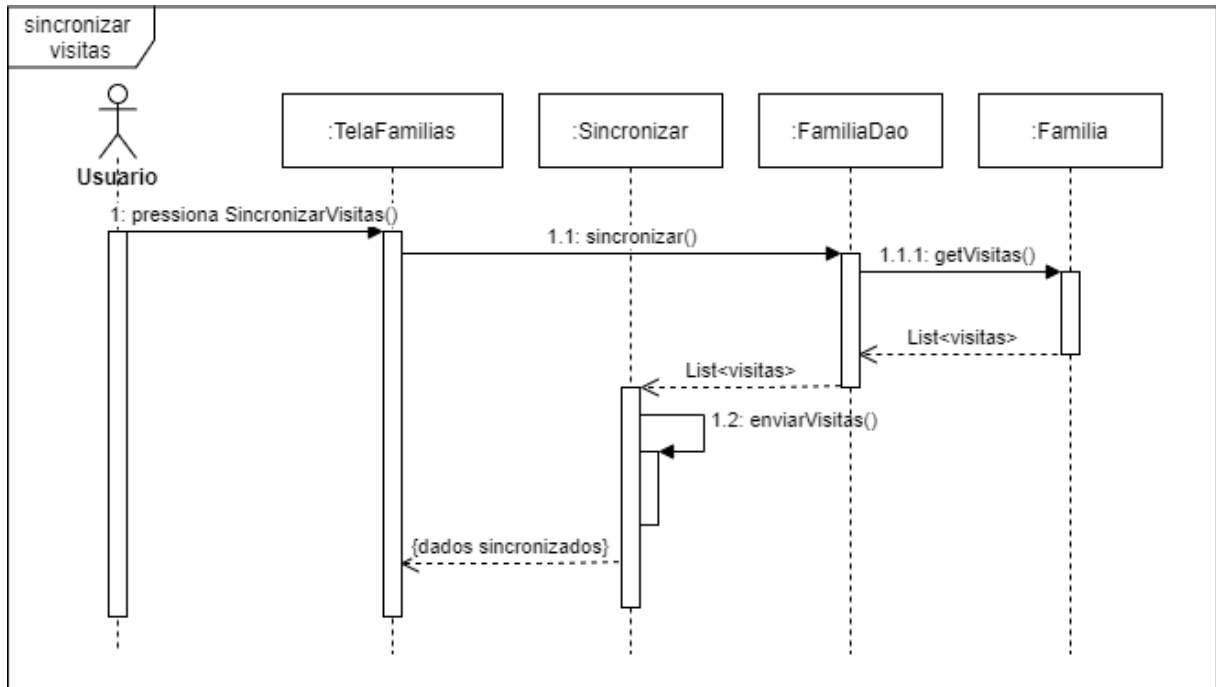 sincronizar
visitas
:TelaFamilias
:Sincronizar
:FamiliaDao
:Familia
Usuario
1: pressiona SincronizarVisitas()
1.1: sincronizar()
1.1.1: getVisitas()
List<visitas>
List<visitas>
1.2: enviarVisitas()
{dados sincronizados}